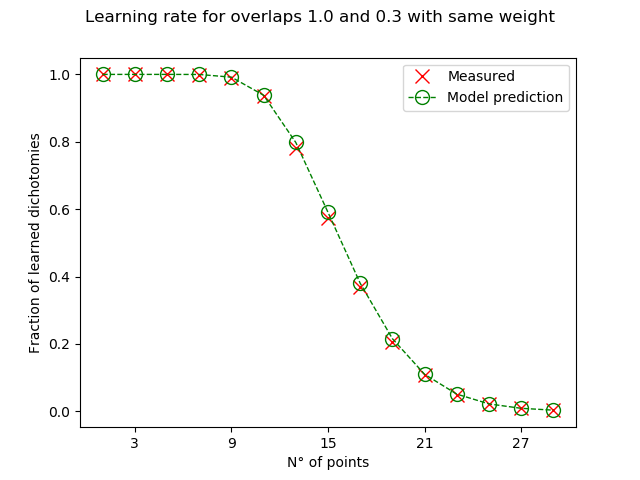 Learning rate for overlaps 1.0 and 0.3 with same weight
Measured
Model prediction
Fraction of learned dichotomies
1.0
0.8
0.6
0.4
0.2
0.0
3 9 15 21 27
N° of points